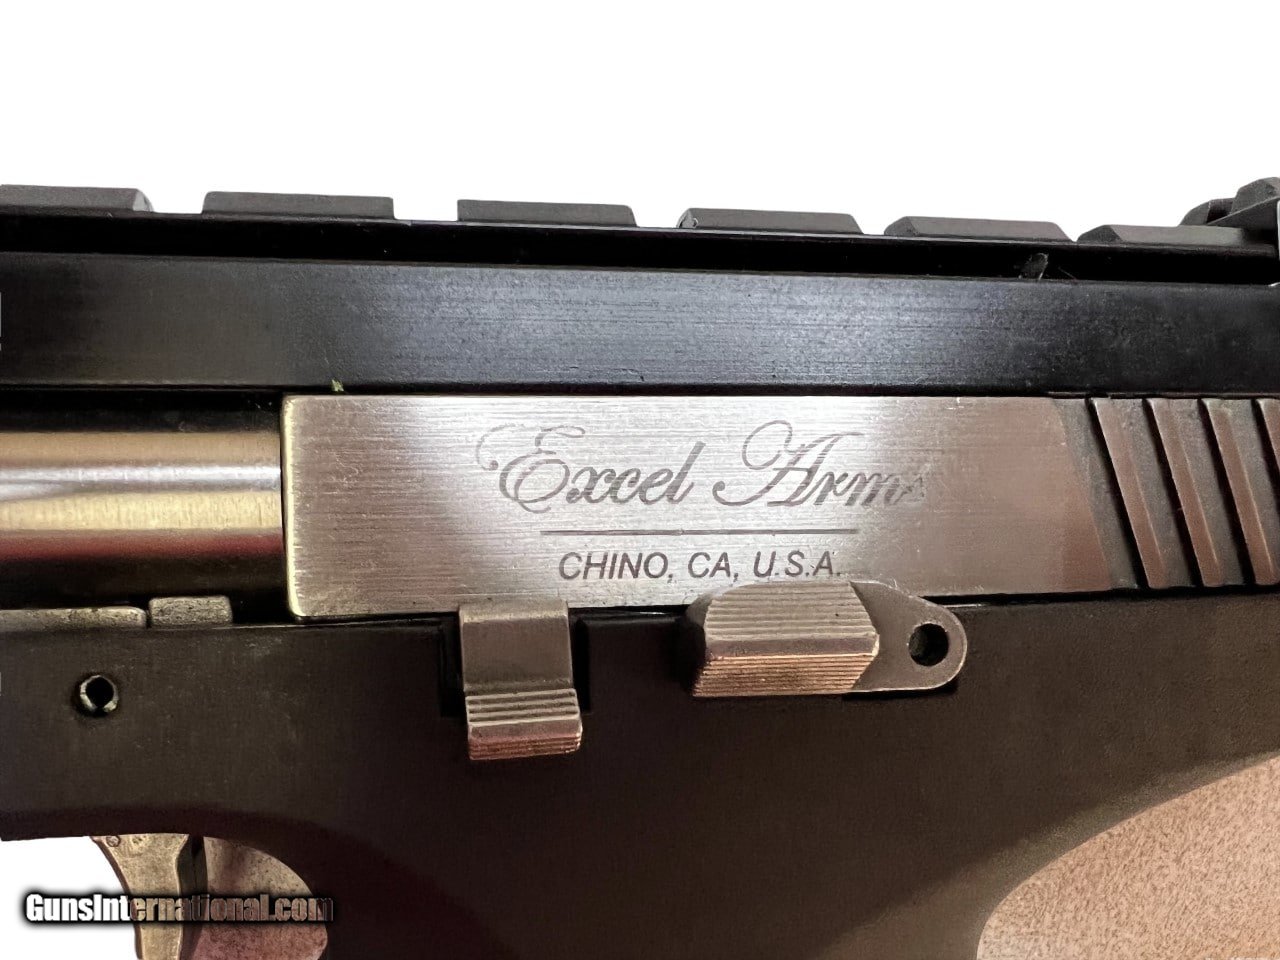 Excel Arms
CHINO, CA, U.S.A.
GunsInternational.com